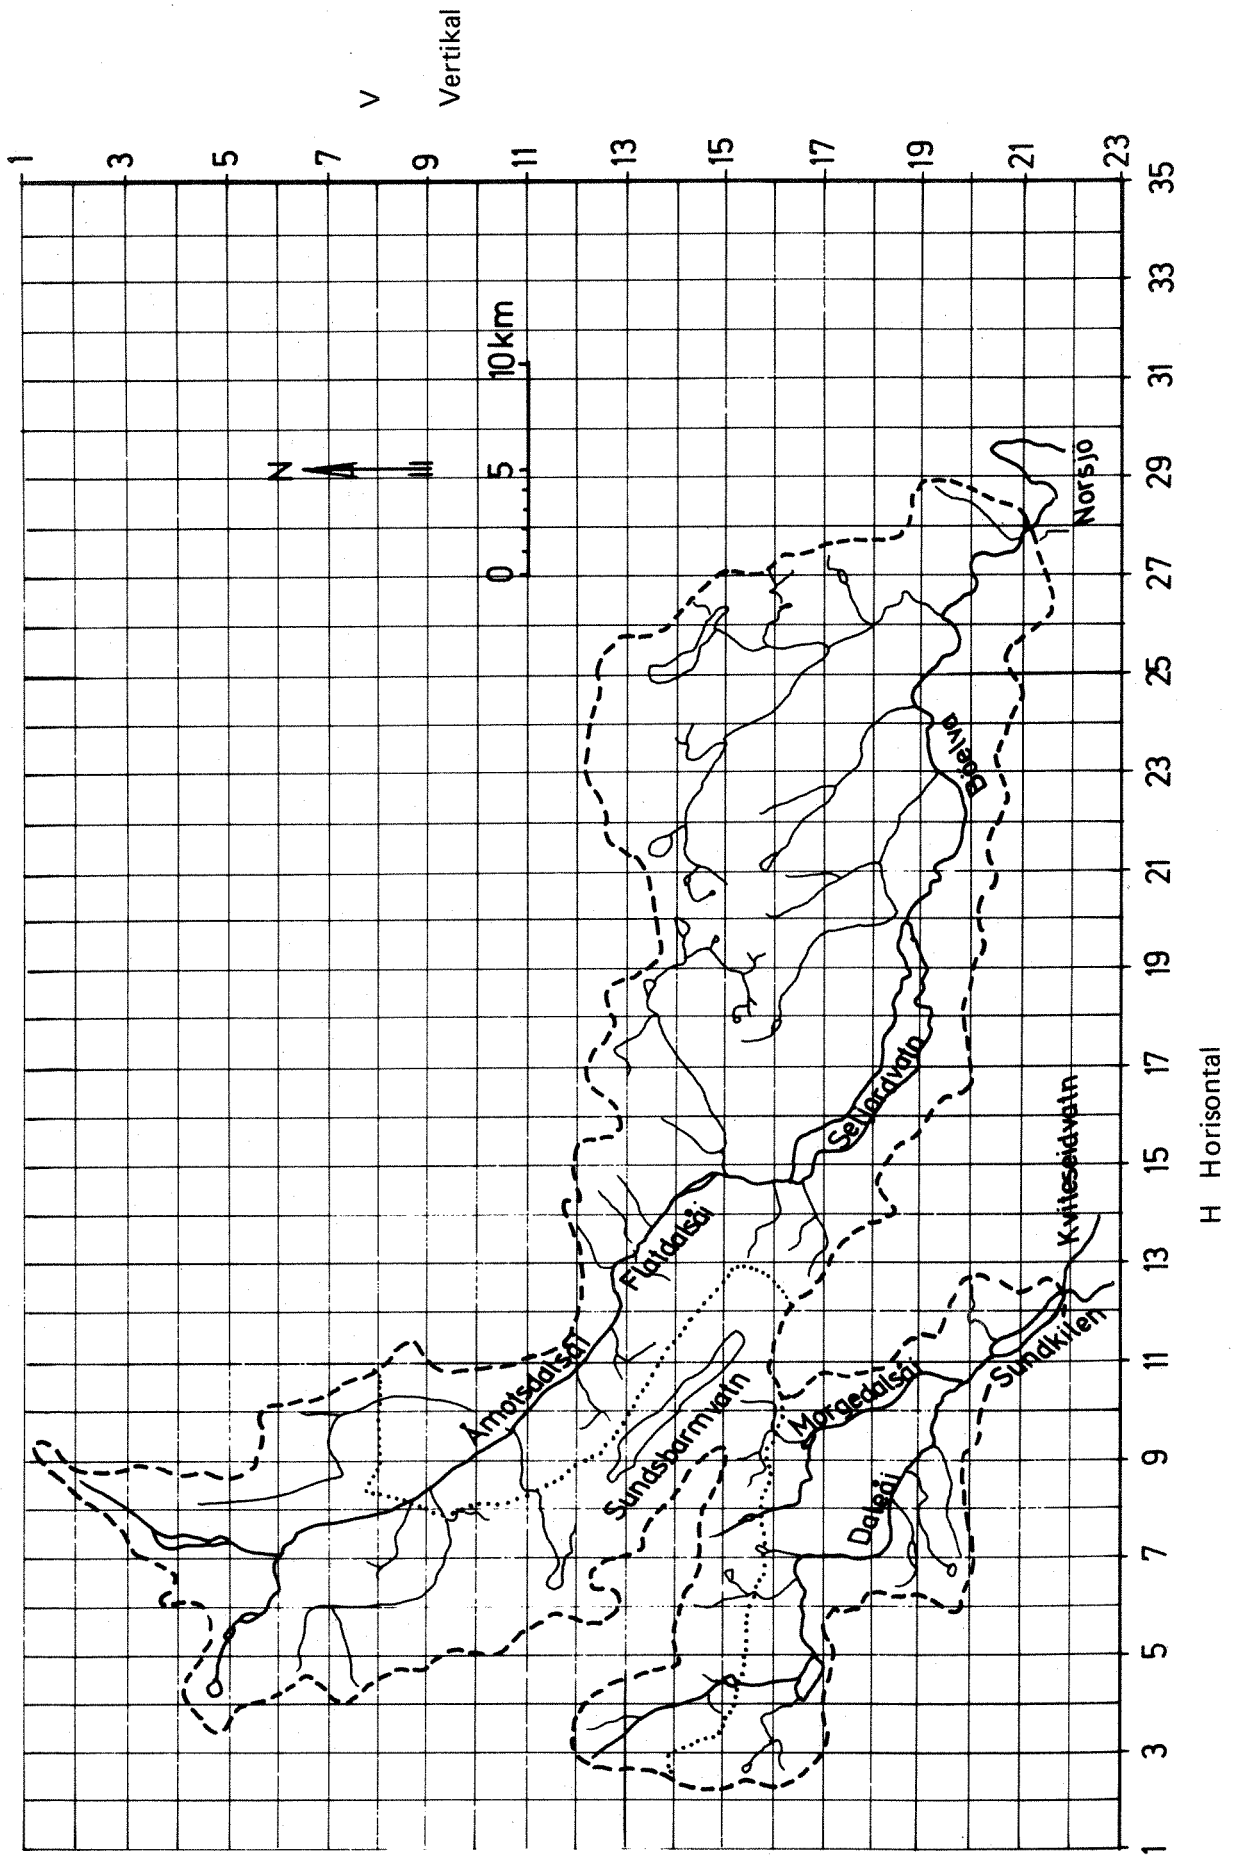 V
Vertikal
1
3
5
7
9
11
13
15
17
19
21
23
N
0 5 10 km
Åmotsdalsåi
Flatdalsåi
Sundsbarmvatn
Seljordvatn
Morgedalsåi
Dalaåi
Sundkilen
Kviteseidvatn
Böelva
Norsjö
1 3 5 7 9 11 13 15 17 19 21 23 25 27 29 31 33 35
H Horisontal